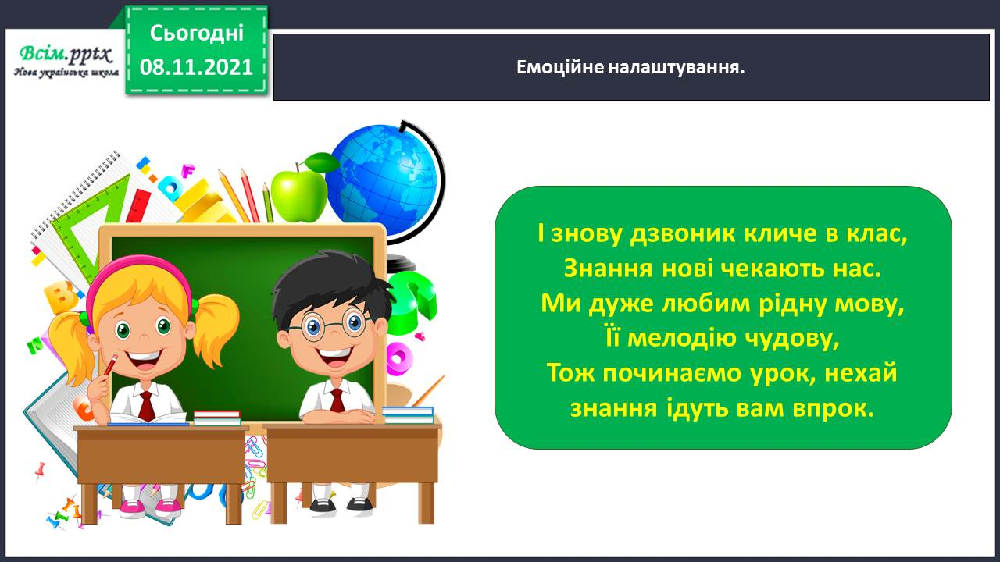 Сьогодні
08.11.2021
Всім.pptx
Нова українська школа
Емоційне налаштування.
І знову дзвоник кличе в клас,
Знання нові чекають нас.
Ми дуже любим рідну мову,
Її мелодію чудову,
Тож починаємо урок, нехай
знання ідуть вам впрок.